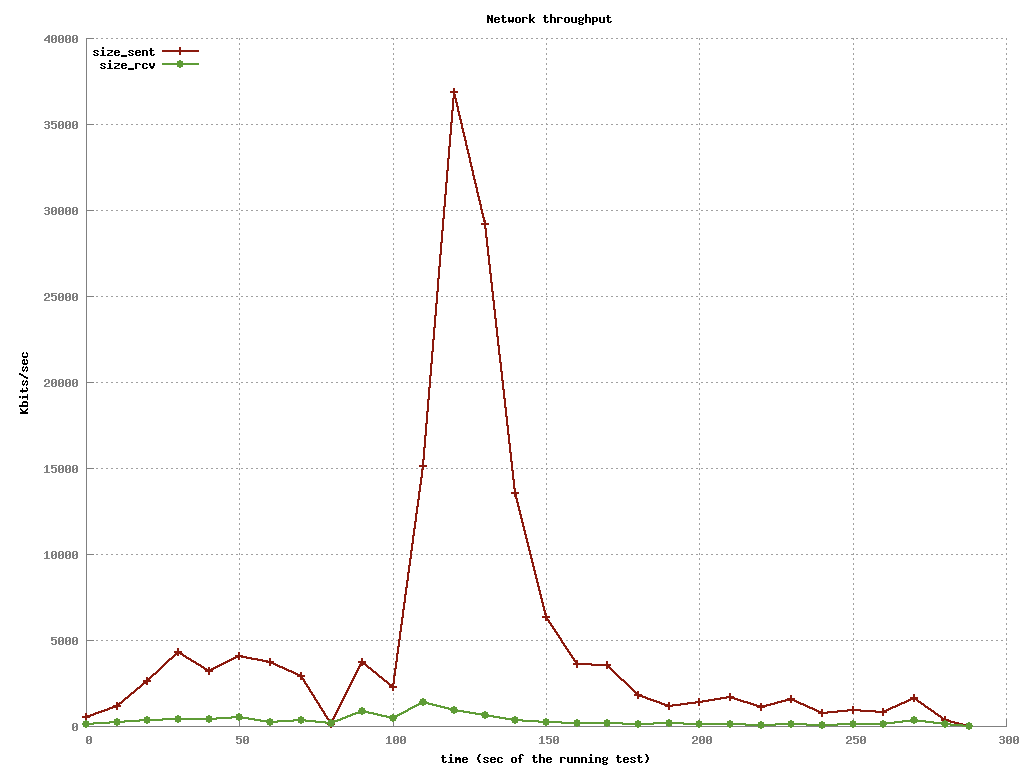 Network throughput
40000
size_sent
size_rcv
35000
30000
25000
20000
Kbits/sec
15000
10000
5000
0
0 50 100 150 200 250 300
time (sec of the running test)